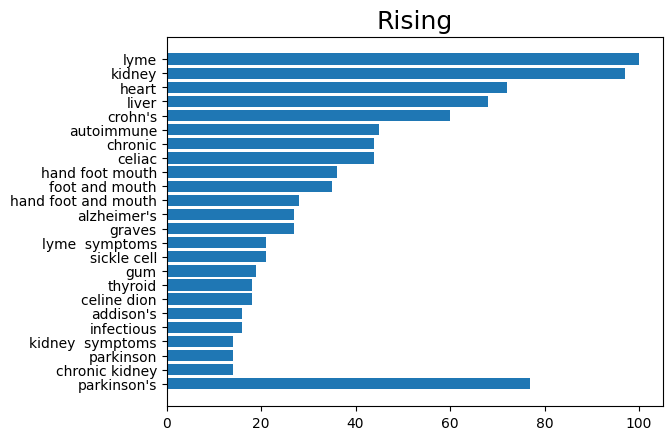 Rising
lyme
kidney
heart
liver
crohn's
autoimmune
chronic
celiac
hand foot mouth
foot and mouth
hand foot and mouth
alzheimer's
graves
lyme  symptoms
sickle cell
gum
thyroid
celine dion
addison's
infectious
kidney  symptoms
parkinson
chronic kidney
parkinson's
0 20 40 60 80 100